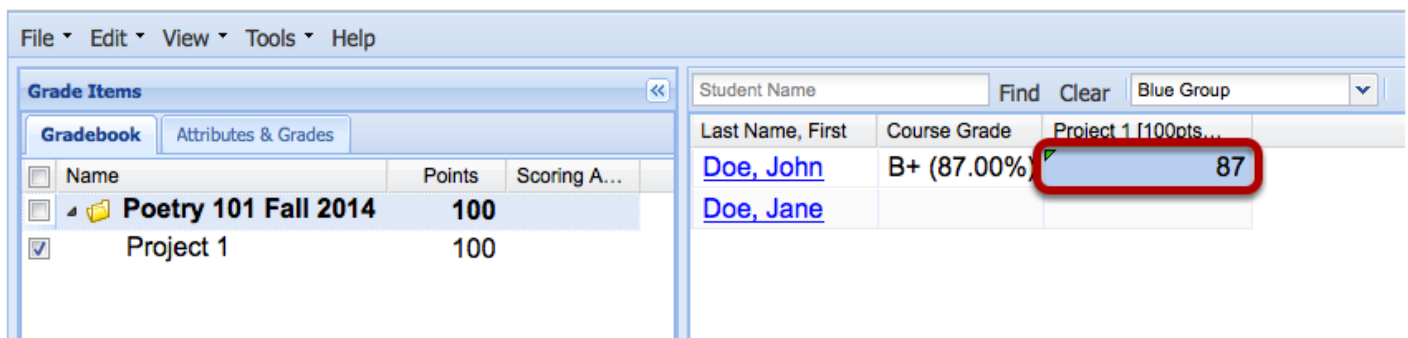 File Edit View Tools Help
Grade Items
Gradebook Attributes & Grades
Name Points Scoring A...
Poetry 101 Fall 2014 100
Project 1 100
Student Name Find Clear Blue Group
Last Name, First Course Grade Project 1 [100pts...
Doe, John B+ (87.00%) 87
Doe, Jane